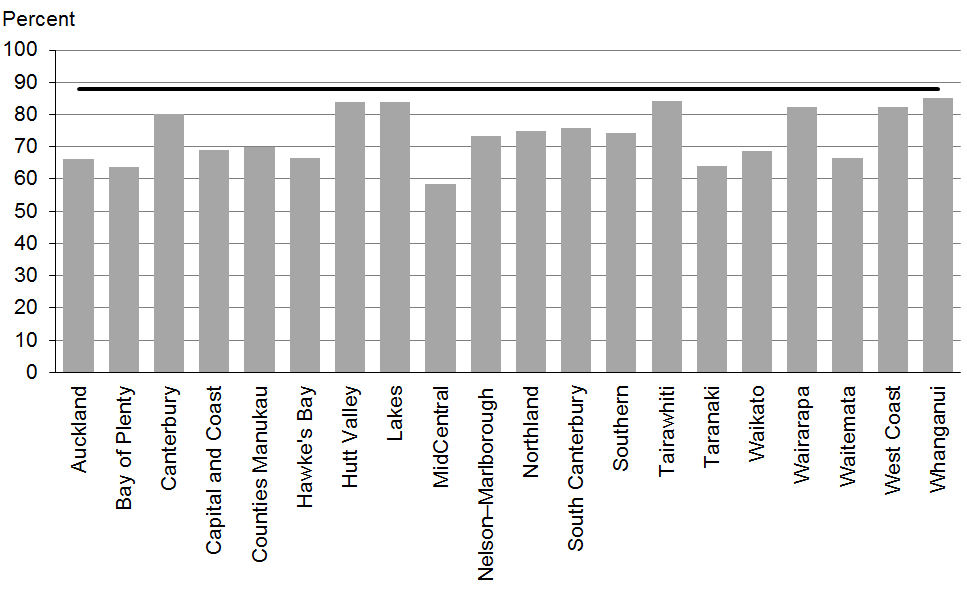 Percent
100
90
80
70
60
50
40
30
20
10
0
Auckland
Bay of Plenty
Canterbury
Capital and Coast
Counties Manukau
Hawke's Bay
Hutt Valley
Lakes
MidCentral
Nelson–Marlborough
Northland
South Canterbury
Southern
Tairawhiti
Taranaki
Waikato
Wairarapa
Waitemata
West Coast
Whanganui